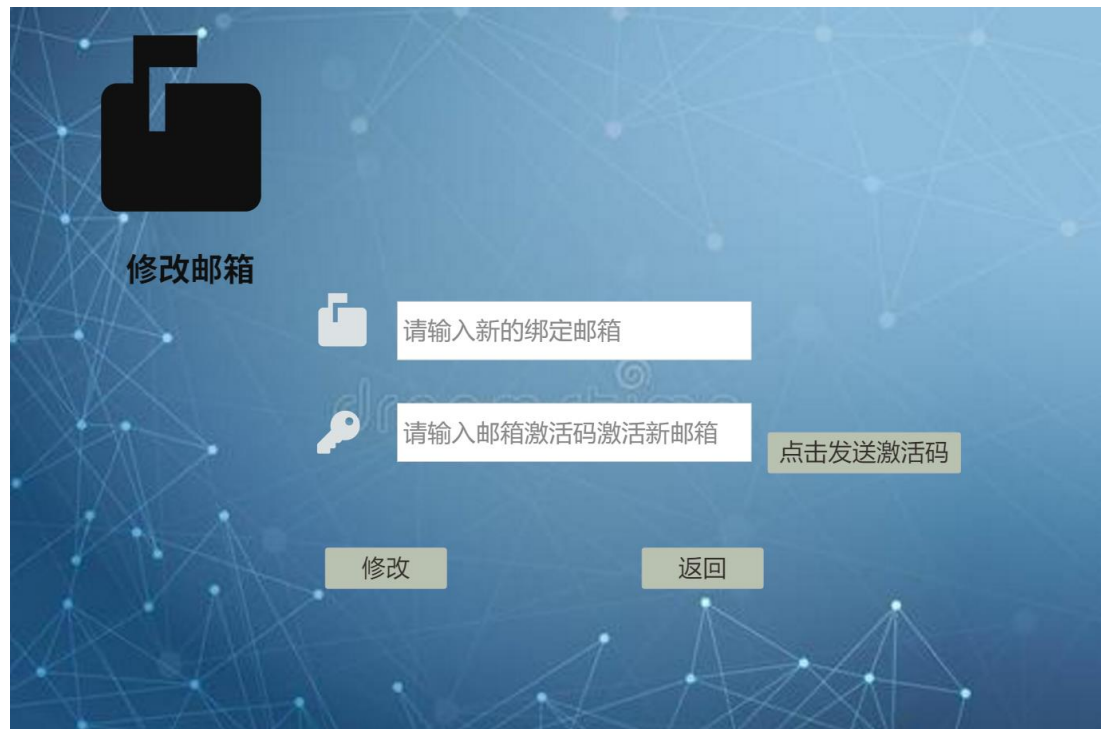 修改邮箱
请输入新的绑定邮箱
dreamstime
请输入邮箱激活码激活新邮箱
点击发送激活码
修改
返回